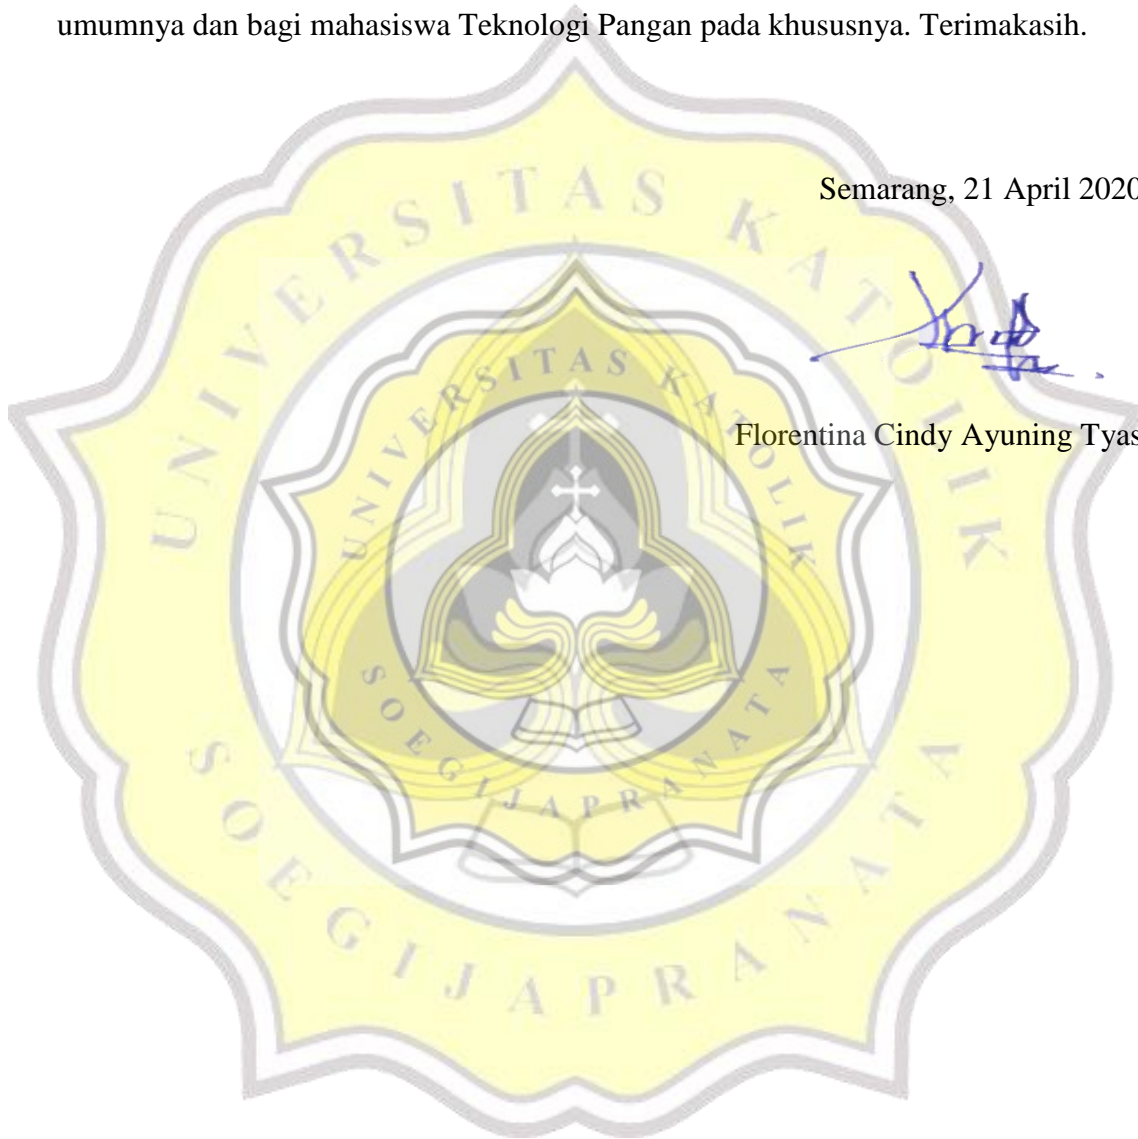 umumnya dan bagi mahasiswa Teknologi Pangan pada khususnya. Terimakasih.
Semarang, 21 April 2020
Florentina Cindy Ayuning Tyas
UNIVERSITAS KATOLIK
SOEGIJAPRANATA
UNIVERSITAS KATOLIK
SOEGIJAPRANATA